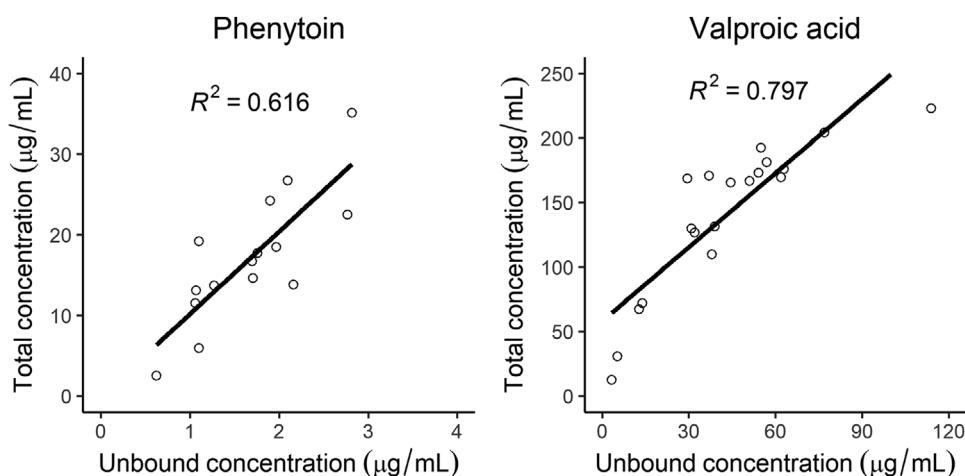 Phenytoin
R² = 0.616
Total concentration (μg/mL)
40
30
20
10
0
0 1 2 3 4
Unbound concentration (μg/mL)
Valproic acid
R² = 0.797
Total concentration (μg/mL)
250
200
150
100
50
0
0 30 60 90 120
Unbound concentration (μg/mL)